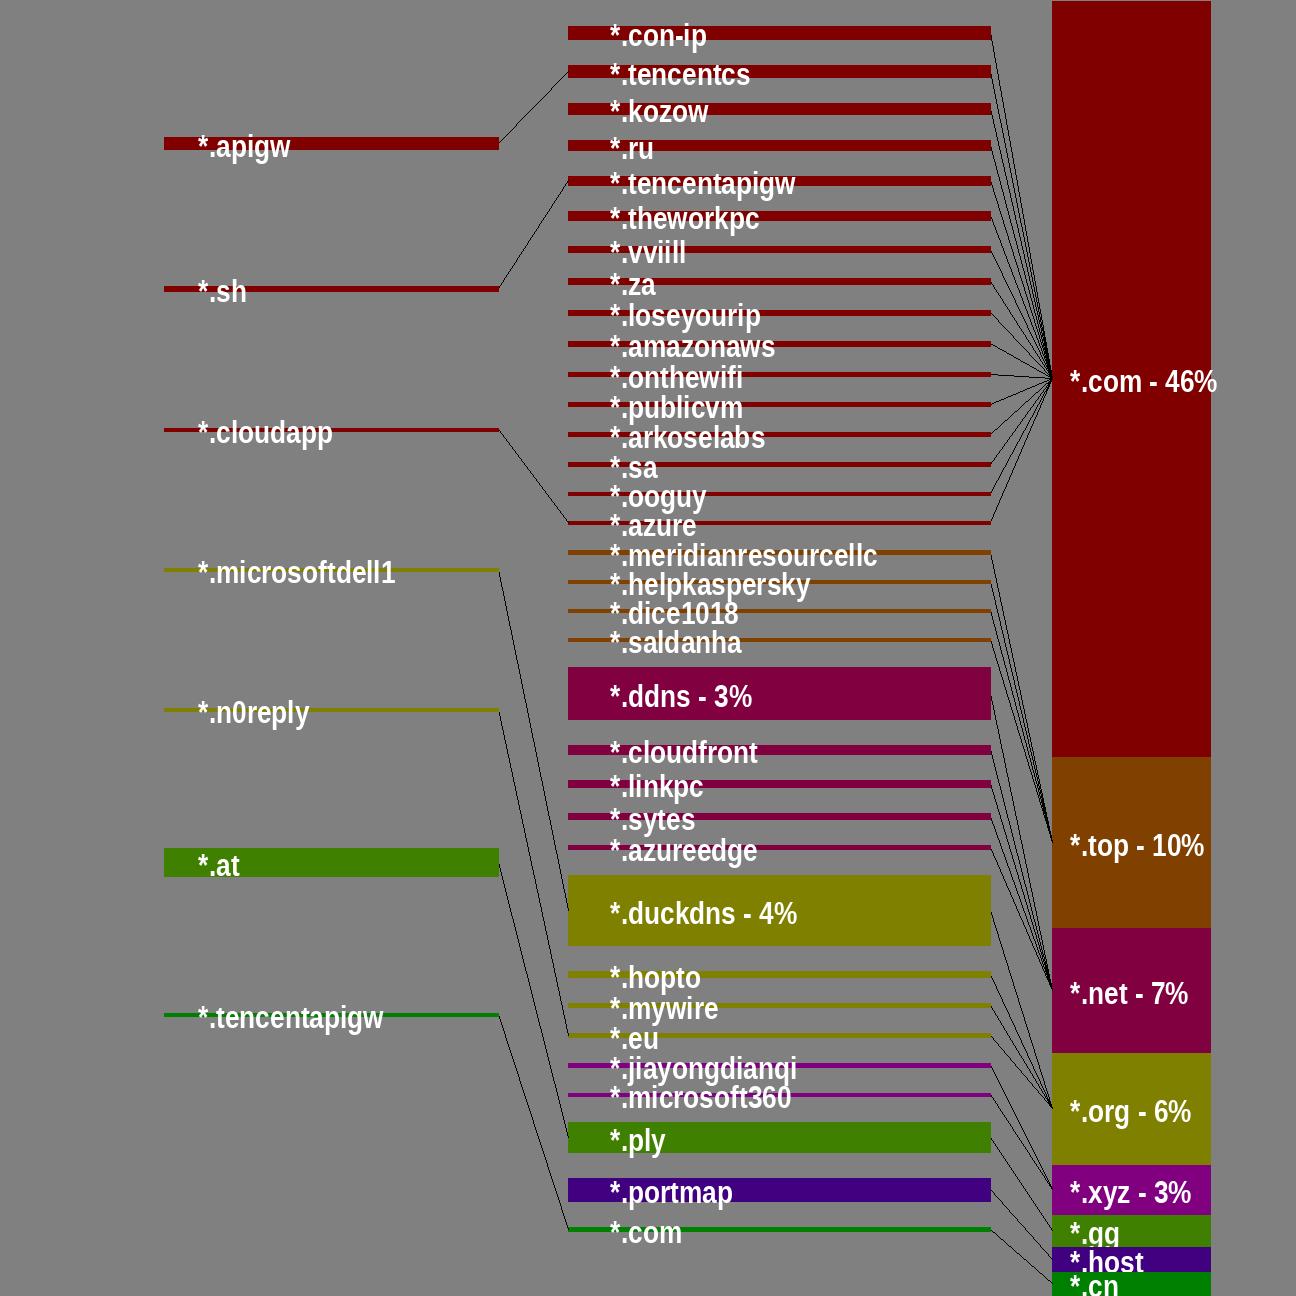 *.apigw
*.sh
*.cloudapp
*.microsoftdell1
*.n0reply
*.at
*.tencentapigw
*.con-ip
*.tencentcs
*.kozow
*.ru
*.tencentapigw
*.theworkpc
*.vviill
*.za
*.loseyourip
*.amazonaws
*.onthewifi
*.publicvm
*.arkoselabs
*.sa
*.ooguy
*.azure
*.meridianresourcellc
*.helpkaspersky
*.dice1018
*.saldanha
*.ddns - 3%
*.cloudfront
*.linkpc
*.sytes
*.azureedge
*.duckdns - 4%
*.hopto
*.mywire
*.eu
*.jiayongdianqi
*.microsoft360
*.ply
*.portmap
*.com
*.com - 46%
*.top - 10%
*.net - 7%
*.org - 6%
*.xyz - 3%
*.gg
*.host
*.cn